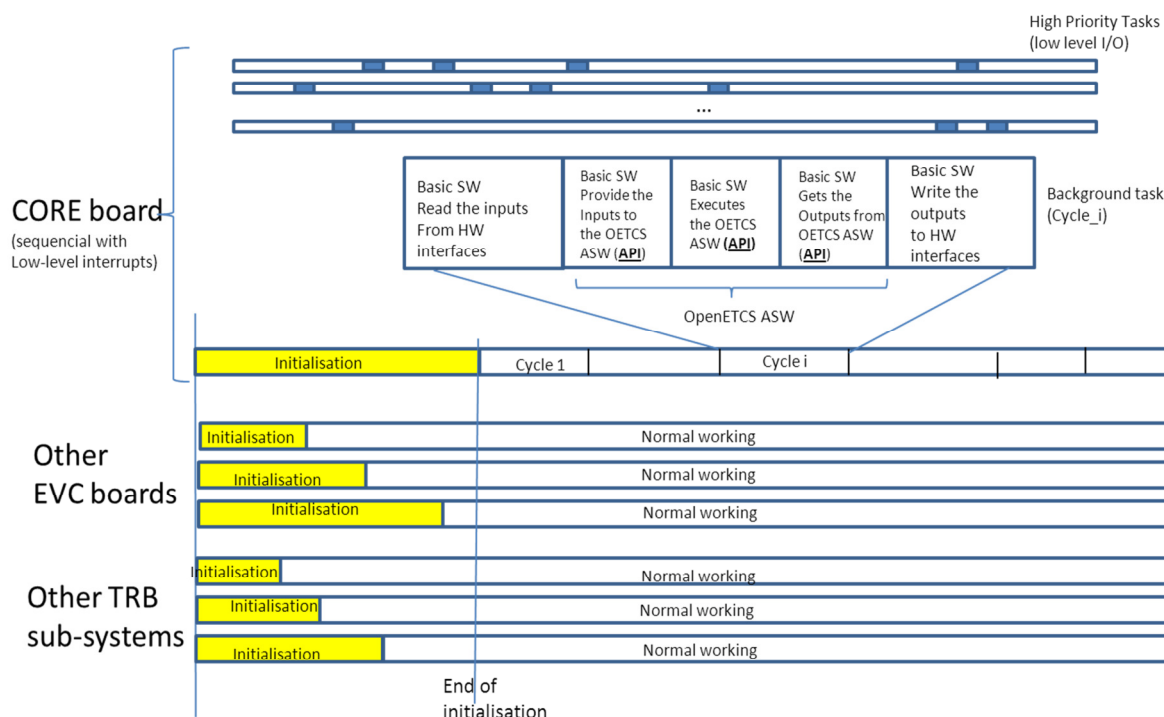 High Priority Tasks
(low level I/O)
...
CORE board
(sequencial with
Low-level interrupts)
Basic SW
Read the inputs
From HW
interfaces
Basic SW
Provide the
Inputs to
the OETCS
ASW (API)
Basic SW
Executes
the OETCS
ASW (API)
Basic SW
Gets the
Outputs from
OETCS ASW
(API)
Basic SW
Write the
outputs
to HW
interfaces
Background task
(Cycle_i)
OpenETCS ASW
Initialisation
Cycle 1
Cycle i
Other
EVC boards
Initialisation
Normal working
Initialisation
Normal working
Initialisation
Normal working
Other TRB
sub-systems
Initialisation
Normal working
Initialisation
Normal working
Initialisation
Normal working
End of
initialisation